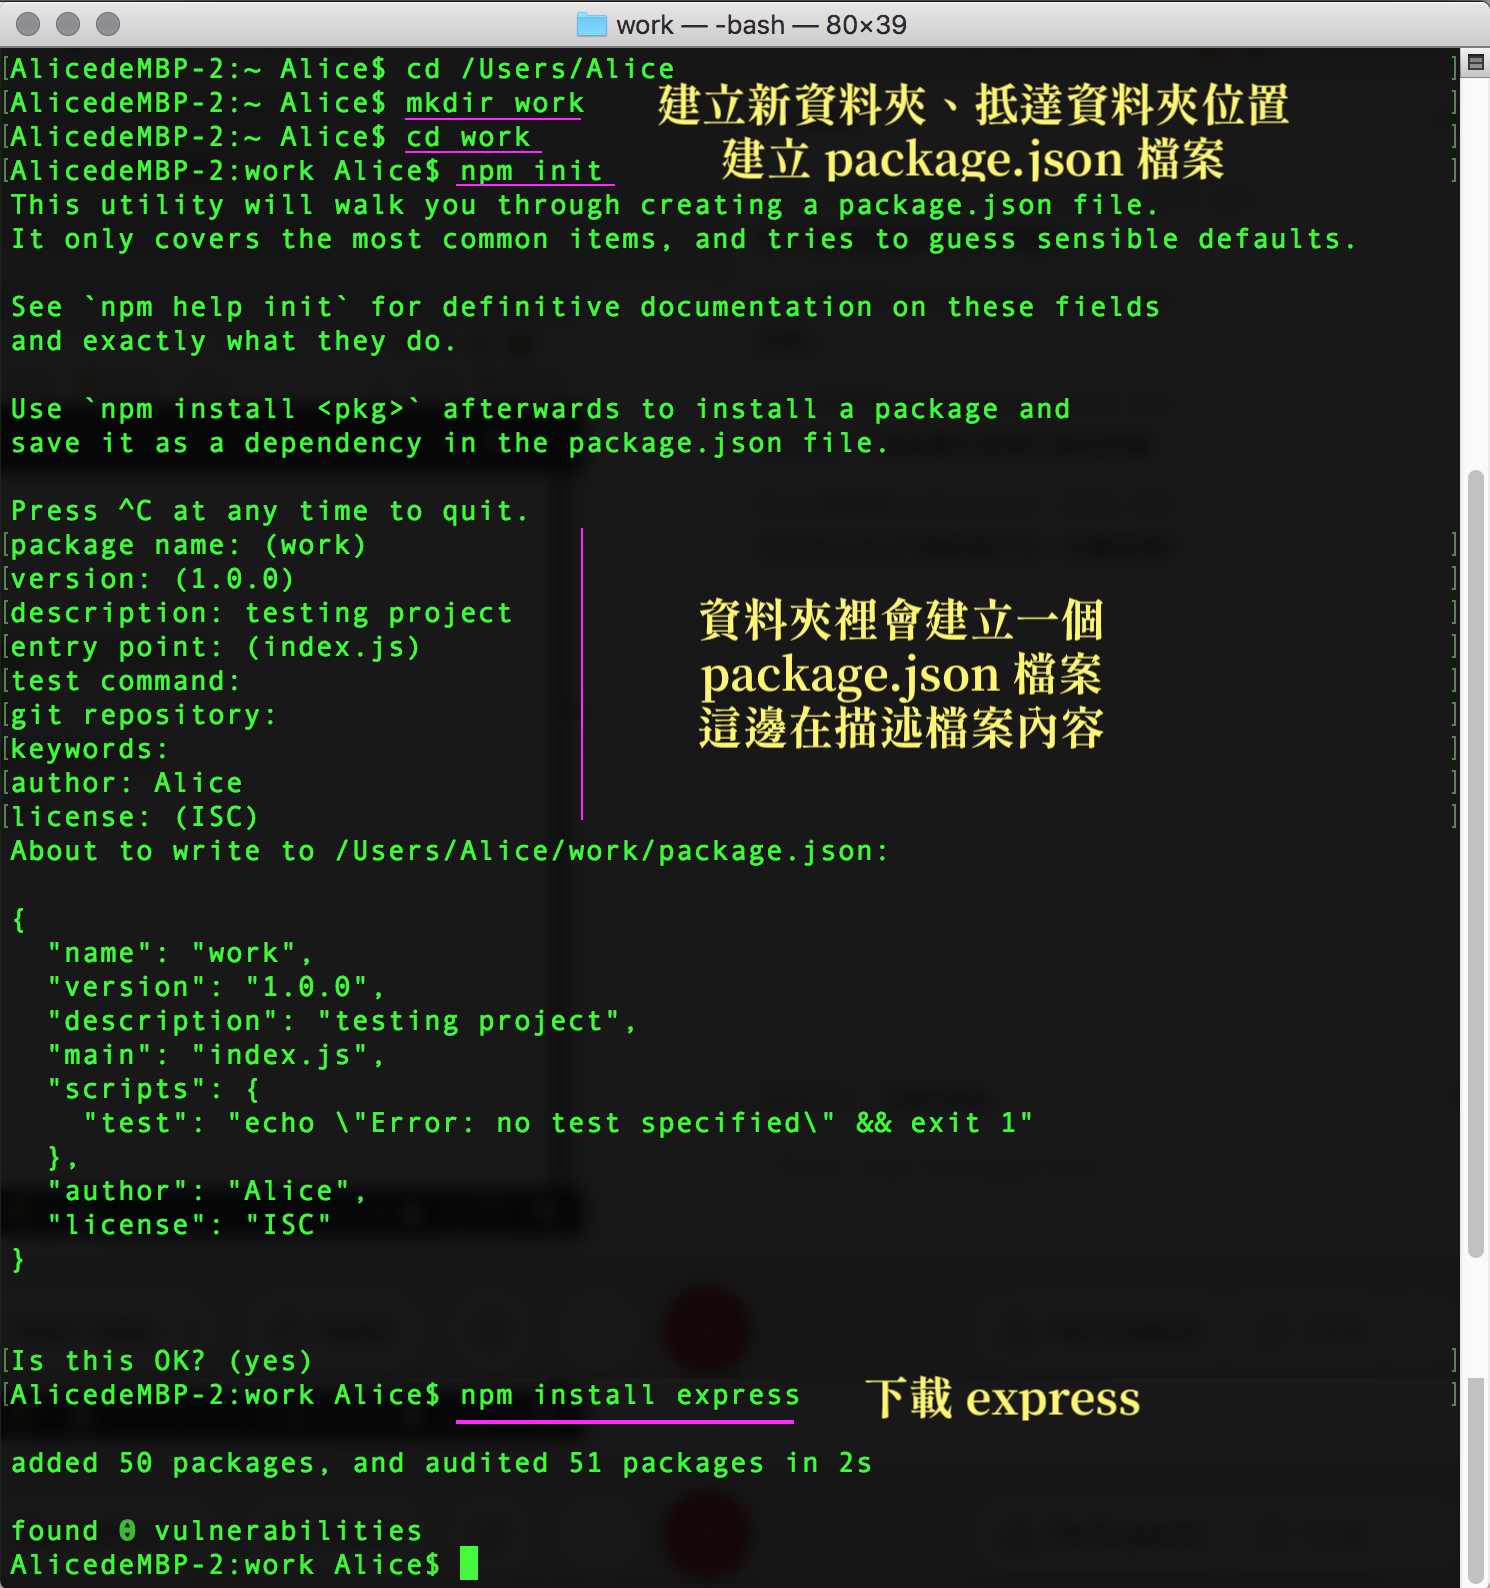 work — -bash — 80×39
AlicedeMBP-2:~ Alice$ cd /Users/Alice
AlicedeMBP-2:~ Alice$ mkdir work
建立新資料夾、抵達資料夾位置
AlicedeMBP-2:~ Alice$ cd work
建立 package.json 檔案
AlicedeMBP-2:work Alice$ npm init
This utility will walk you through creating a package.json file.
It only covers the most common items, and tries to guess sensible defaults.
See `npm help init` for definitive documentation on these fields
and exactly what they do.
Use `npm install <pkg>` afterwards to install a package and
save it as a dependency in the package.json file.
Press ^C at any time to quit.
package name: (work)
version: (1.0.0)
description: testing project
entry point: (index.js)
test command:
git repository:
keywords:
author: Alice
license: (ISC)
資料夾裡會建立一個
package.json 檔案
這邊在描述檔案內容
About to write to /Users/Alice/work/package.json:
{
  "name": "work",
  "version": "1.0.0",
  "description": "testing project",
  "main": "index.js",
  "scripts": {
    "test": "echo \"Error: no test specified\" && exit 1"
  },
  "author": "Alice",
  "license": "ISC"
}
Is this OK? (yes)
AlicedeMBP-2:work Alice$ npm install express
下載 express
added 50 packages, and audited 51 packages in 2s
found 0 vulnerabilities
AlicedeMBP-2:work Alice$